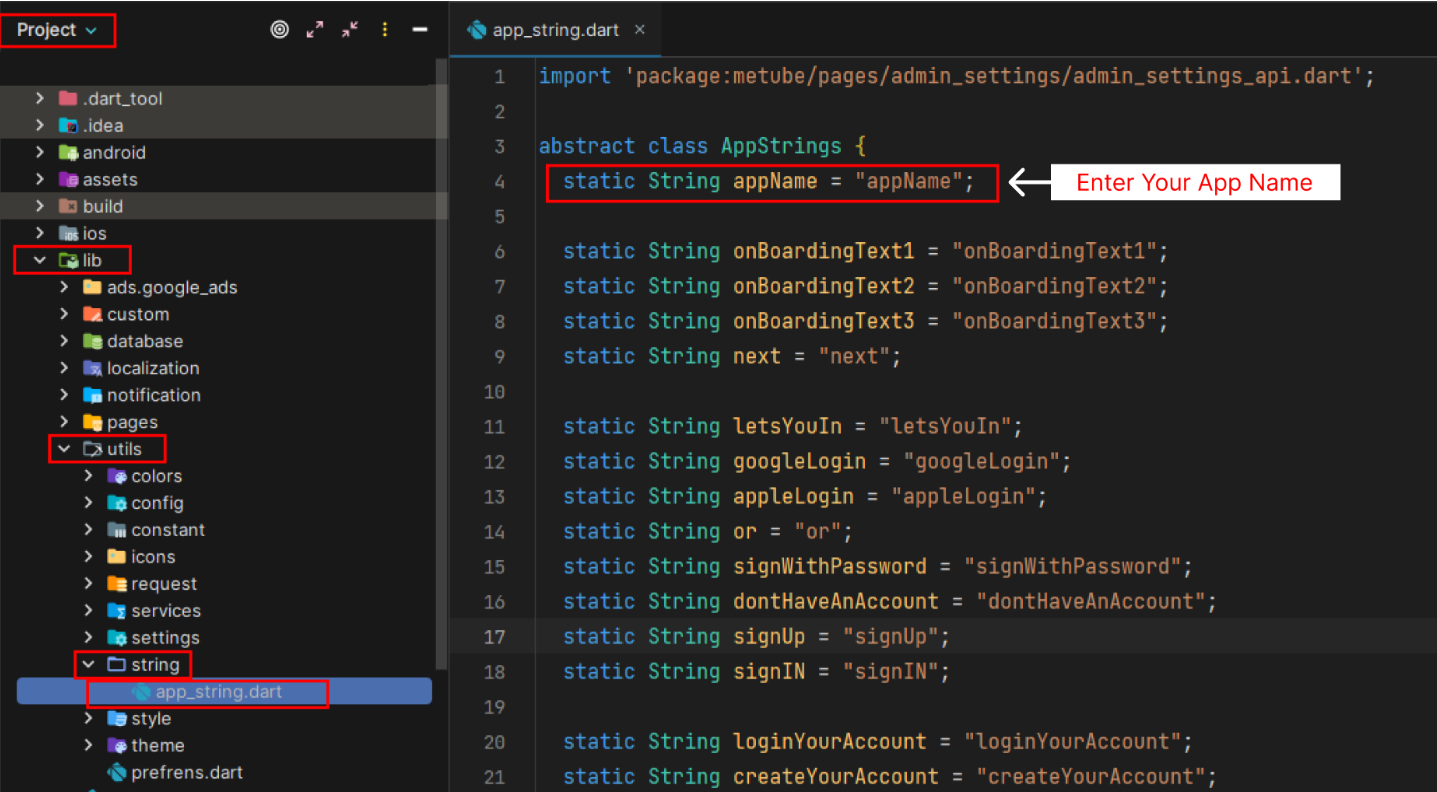 Project
.dart_tool
.idea
android
assets
build
ios
lib
ads.google_ads
custom
database
localization
notification
pages
utils
colors
config
constant
icons
request
services
settings
string
app_string.dart
style
theme
prefrens.dart
app_string.dart ×
1 import 'package:metube/pages/admin_settings/admin_settings_api.dart';
2
3 abstract class AppStrings {
4 static String appName = "appName";
Enter Your App Name
5
6 static String onBoardingText1 = "onBoardingText1";
7 static String onBoardingText2 = "onBoardingText2";
8 static String onBoardingText3 = "onBoardingText3";
9 static String next = "next";
10
11 static String letsYouIn = "letsYouIn";
12 static String googleLogin = "googleLogin";
13 static String appleLogin = "appleLogin";
14 static String or = "or";
15 static String signWithPassword = "signWithPassword";
16 static String dontHaveAnAccount = "dontHaveAnAccount";
17 static String signUp = "signUp";
18 static String signIN = "signIN";
19
20 static String loginYourAccount = "loginYourAccount";
21 static String createYourAccount = "createYourAccount";